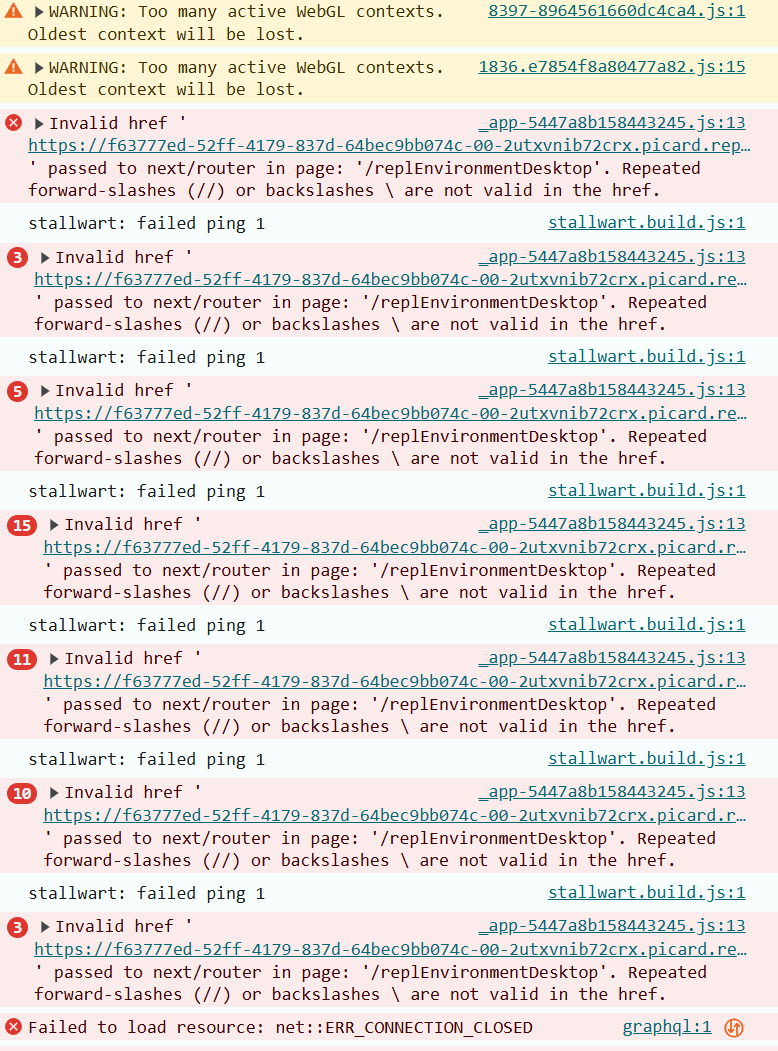 WARNING: Too many active WebGL contexts. 8397-8964561660dc4ca4.js:1
Oldest context will be lost.
WARNING: Too many active WebGL contexts. 1836.e7854f8a80477a82.js:15
Oldest context will be lost.
Invalid href ' _app-5447a8b158443245.js:13
https://f63777ed-52ff-4179-837d-64bec9bb074c-00-2utxvnib72crx.picard.rep…
' passed to next/router in page: '/replEnvironmentDesktop'. Repeated
forward-slashes (//) or backslashes \ are not valid in the href.
stallwart: failed ping 1 stallwart.build.js:1
3 Invalid href ' _app-5447a8b158443245.js:13
https://f63777ed-52ff-4179-837d-64bec9bb074c-00-2utxvnib72crx.picard.re…
' passed to next/router in page: '/replEnvironmentDesktop'. Repeated
forward-slashes (//) or backslashes \ are not valid in the href.
stallwart: failed ping 1 stallwart.build.js:1
5 Invalid href ' _app-5447a8b158443245.js:13
https://f63777ed-52ff-4179-837d-64bec9bb074c-00-2utxvnib72crx.picard.re…
' passed to next/router in page: '/replEnvironmentDesktop'. Repeated
forward-slashes (//) or backslashes \ are not valid in the href.
stallwart: failed ping 1 stallwart.build.js:1
15 Invalid href ' _app-5447a8b158443245.js:13
https://f63777ed-52ff-4179-837d-64bec9bb074c-00-2utxvnib72crx.picard.r…
' passed to next/router in page: '/replEnvironmentDesktop'. Repeated
forward-slashes (//) or backslashes \ are not valid in the href.
stallwart: failed ping 1 stallwart.build.js:1
11 Invalid href ' _app-5447a8b158443245.js:13
https://f63777ed-52ff-4179-837d-64bec9bb074c-00-2utxvnib72crx.picard.r…
' passed to next/router in page: '/replEnvironmentDesktop'. Repeated
forward-slashes (//) or backslashes \ are not valid in the href.
stallwart: failed ping 1 stallwart.build.js:1
10 Invalid href ' _app-5447a8b158443245.js:13
https://f63777ed-52ff-4179-837d-64bec9bb074c-00-2utxvnib72crx.picard.r…
' passed to next/router in page: '/replEnvironmentDesktop'. Repeated
forward-slashes (//) or backslashes \ are not valid in the href.
stallwart: failed ping 1 stallwart.build.js:1
3 Invalid href ' _app-5447a8b158443245.js:13
https://f63777ed-52ff-4179-837d-64bec9bb074c-00-2utxvnib72crx.picard.re…
' passed to next/router in page: '/replEnvironmentDesktop'. Repeated
forward-slashes (//) or backslashes \ are not valid in the href.
Failed to load resource: net::ERR_CONNECTION_CLOSED graphql:1